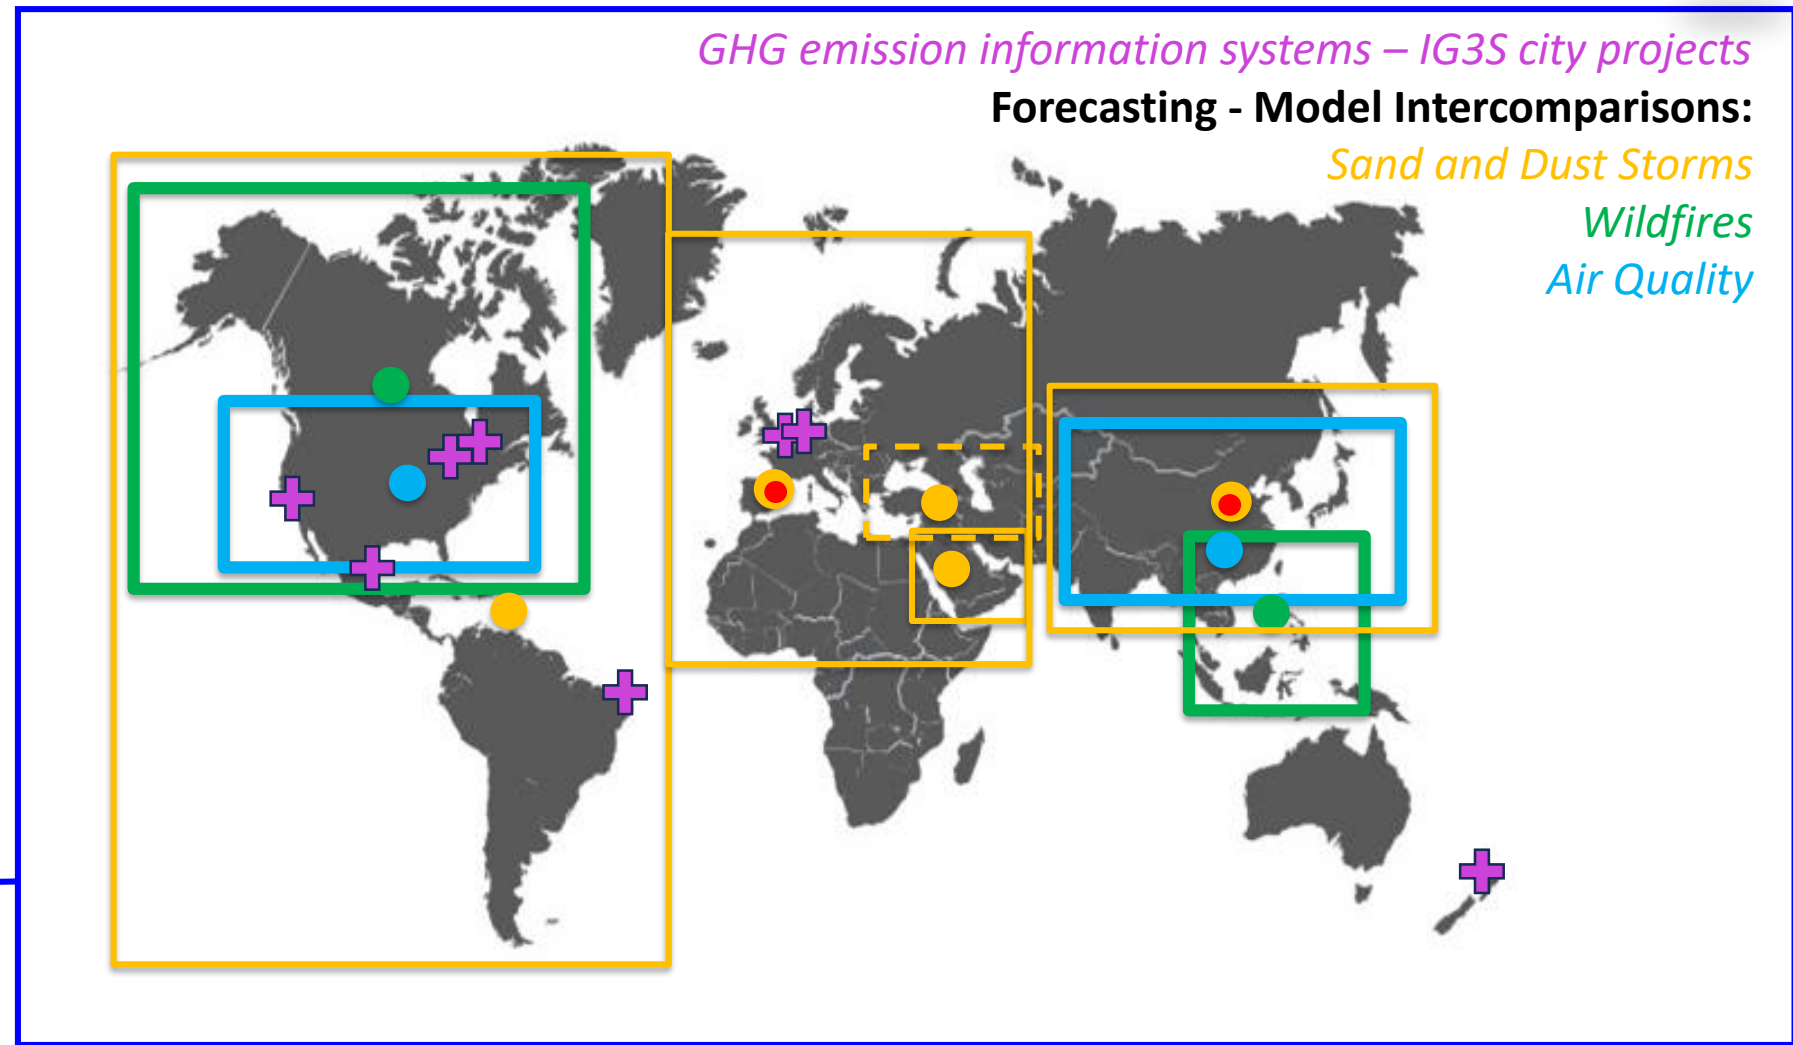 GHG emission information systems – IG3S city projects
Forecasting - Model Intercomparisons:
Sand and Dust Storms
Wildfires
Air Quality